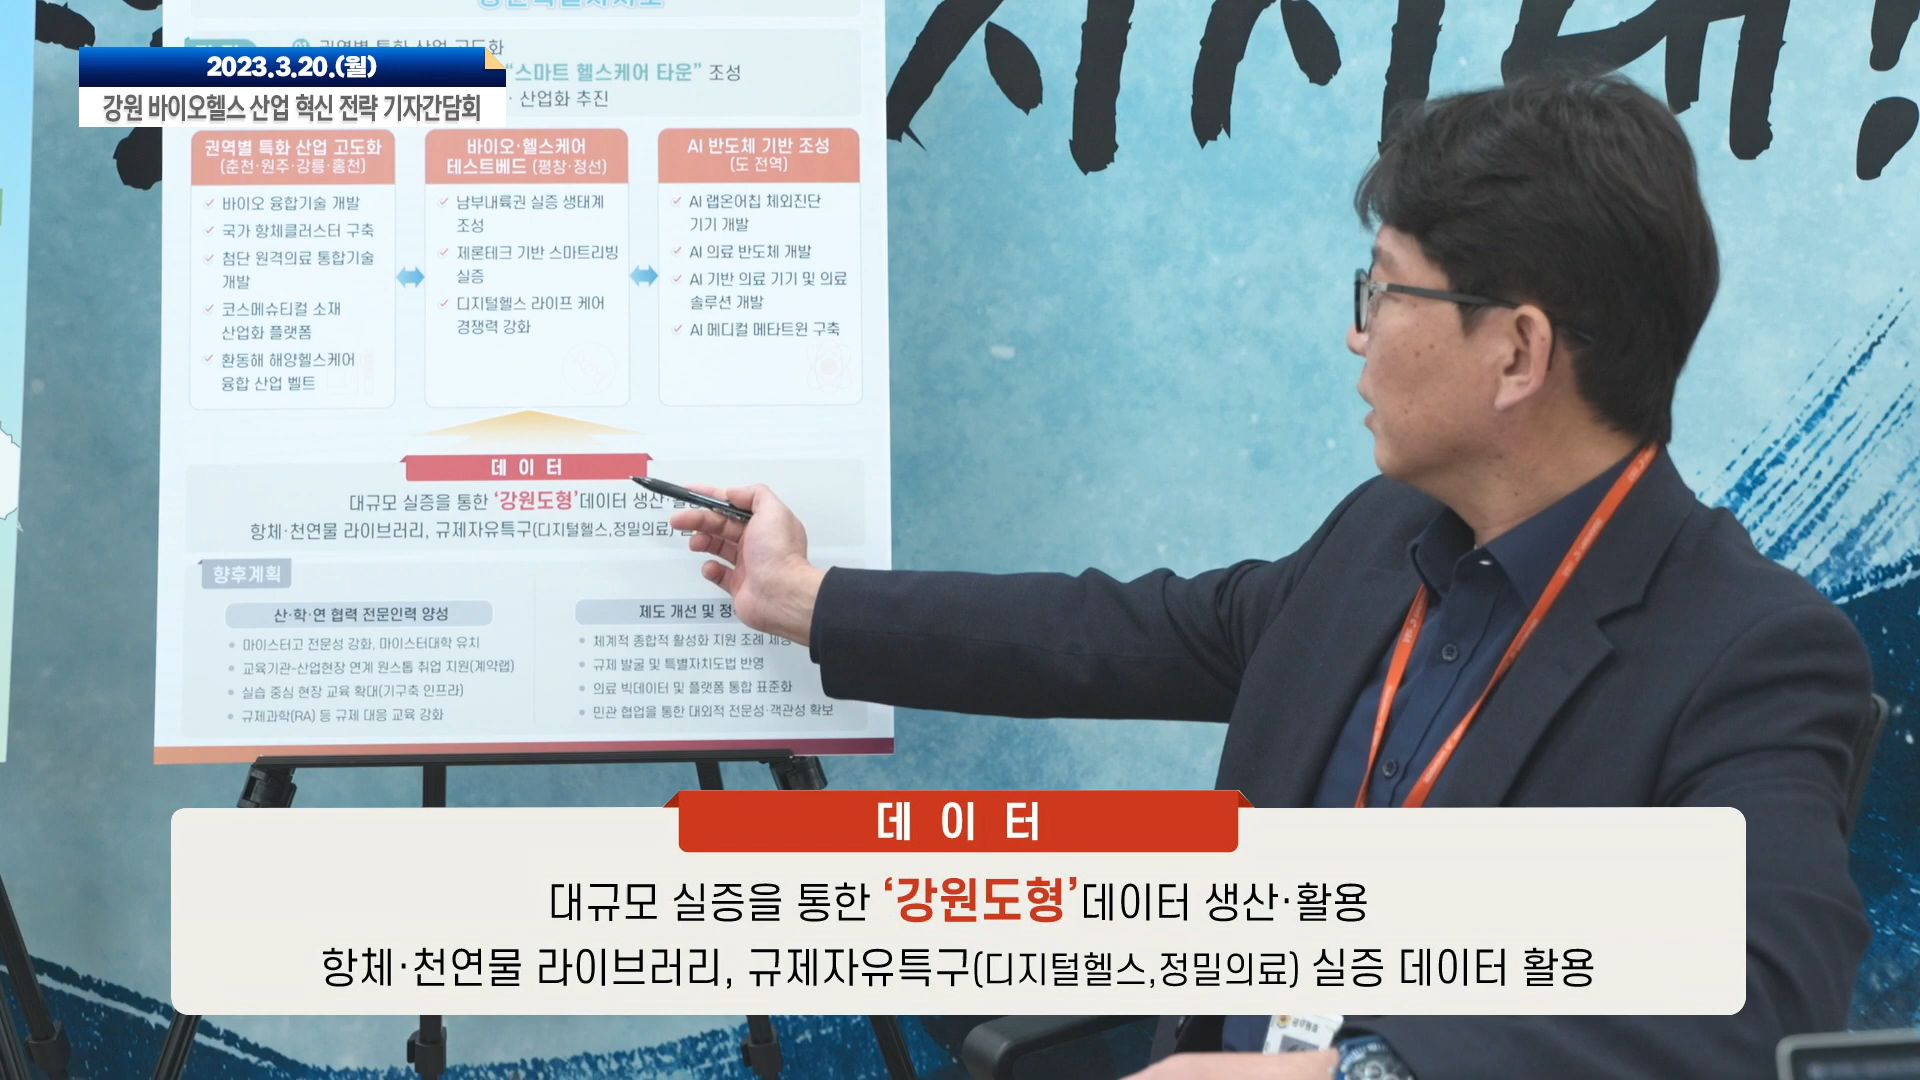 강원특별자치도
2023.3.20.(월)
강원 바이오헬스 산업 혁신 전략 기자간담회
권역별 특화 산업 고도화
“스마트 헬스케어 타운” 조성
산업화 추진
권역별 특화 산업 고도화
(춘천·원주·강릉·홍천)
바이오 융합기술 개발
국가 항체클러스터 구축
첨단 원격의료 통합기술
개발
코스메슈티컬 소재
산업화 플랫폼
환동해 해양헬스케어
융합 산업 벨트
바이오·헬스케어
테스트베드 (평창·정선)
남부내륙권 실증 생태계
조성
제론테크 기반 스마트리빙
실증
디지털헬스 라이프 케어
경쟁력 강화
AI 반도체 기반 조성
(도 전역)
AI 랩온어칩 체외진단
기기 개발
AI 의료 반도체 개발
AI 기반 의료 기기 및 의료
솔루션 개발
AI 메디컬 메타트윈 구축
데 이 터
대규모 실증을 통한 ‘강원도형’데이터 생산·
항체·천연물 라이브러리, 규제자유특구(디지털헬스,정밀의료)
향후계획
산·학·연 협력 전문인력 양성
마이스터고 전문성 강화, 마이스터대학 유치
교육기관-산업현장 연계 원스톱 취업 지원(계약랩)
실습 중심 현장 교육 확대(기구축 인프라)
규제과학(RA) 등 규제 대응 교육 강화
제도 개선 및
체계적 종합적 활성화 지원 조례 제정
규제 발굴 및 특별자치도법 반영
의료 빅데이터 및 플랫폼 통합 표준화
민관 협업을 통한 대외적 전문성·객관성 확보
데 이 터
대규모 실증을 통한 ‘강원도형’데이터 생산·활용
항체·천연물 라이브러리, 규제자유특구(디지털헬스,정밀의료) 실증 데이터 활용